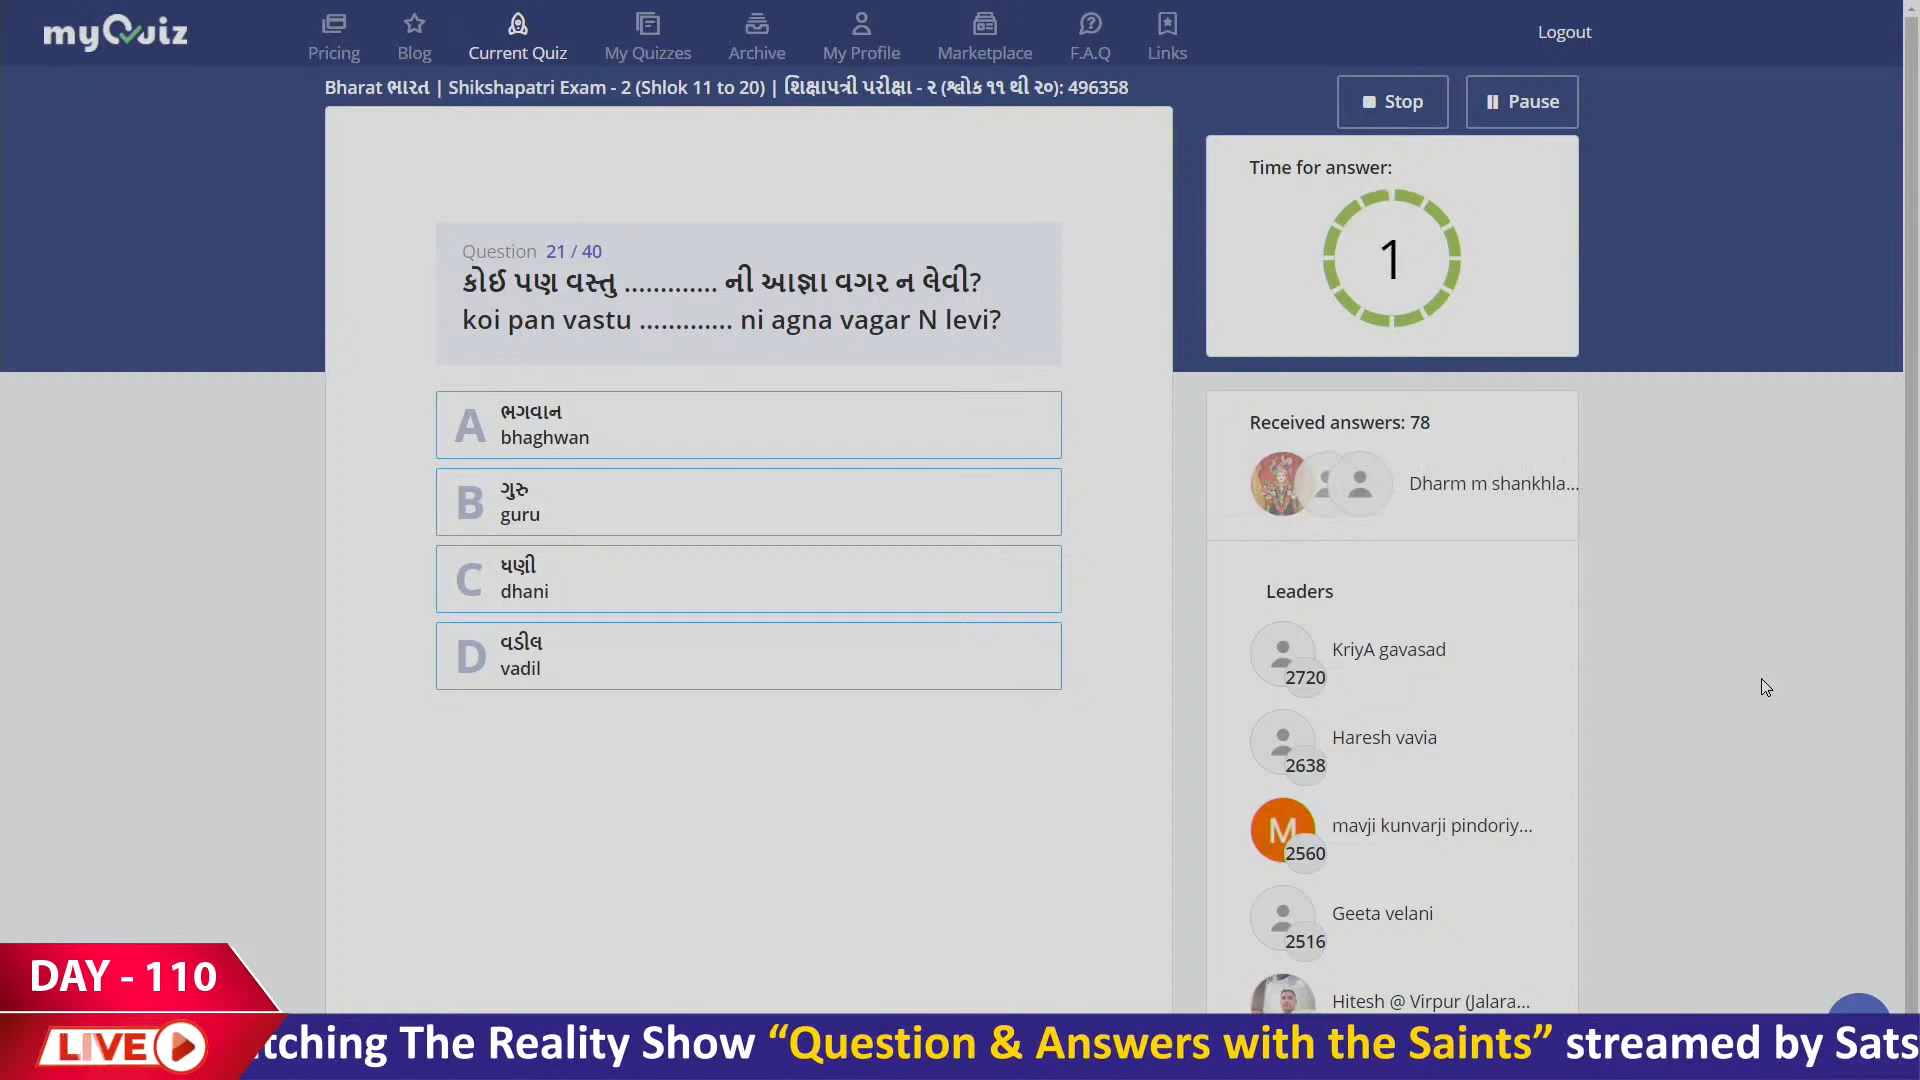 myQuiz
Pricing
Blog
Current Quiz
My Quizzes
Archive
My Profile
Marketplace
F.A.Q
Links
Logout
Bharat ભારત | Shikshapatri Exam - 2 (Shlok 11 to 20) | શિક્ષાપત્રી પરીક્ષા - ૨ (શ્લોક ૧૧ થી ૨૦): 496358
Stop
Pause
Time for answer:
1
Question 21 / 40
કોઈ પણ વસ્તુ ............. ની આજ્ઞા વગર ન લેવી?
koi pan vastu ............. ni agna vagar N levi?
A
ભગવાન
bhaghwan
B
ગુરુ
guru
C
ધણી
dhani
D
વડીલ
vadil
Received answers: 78
Dharm m shankhla...
Leaders
KriyA gavasad
2720
Haresh vavia
2638
M
mavji kunvarji pindoriy...
2560
Geeta velani
2516
Hitesh @ Virpur (Jalara...
DAY - 110
LIVE
tching The Reality Show “Question & Answers with the Saints” streamed by Sats